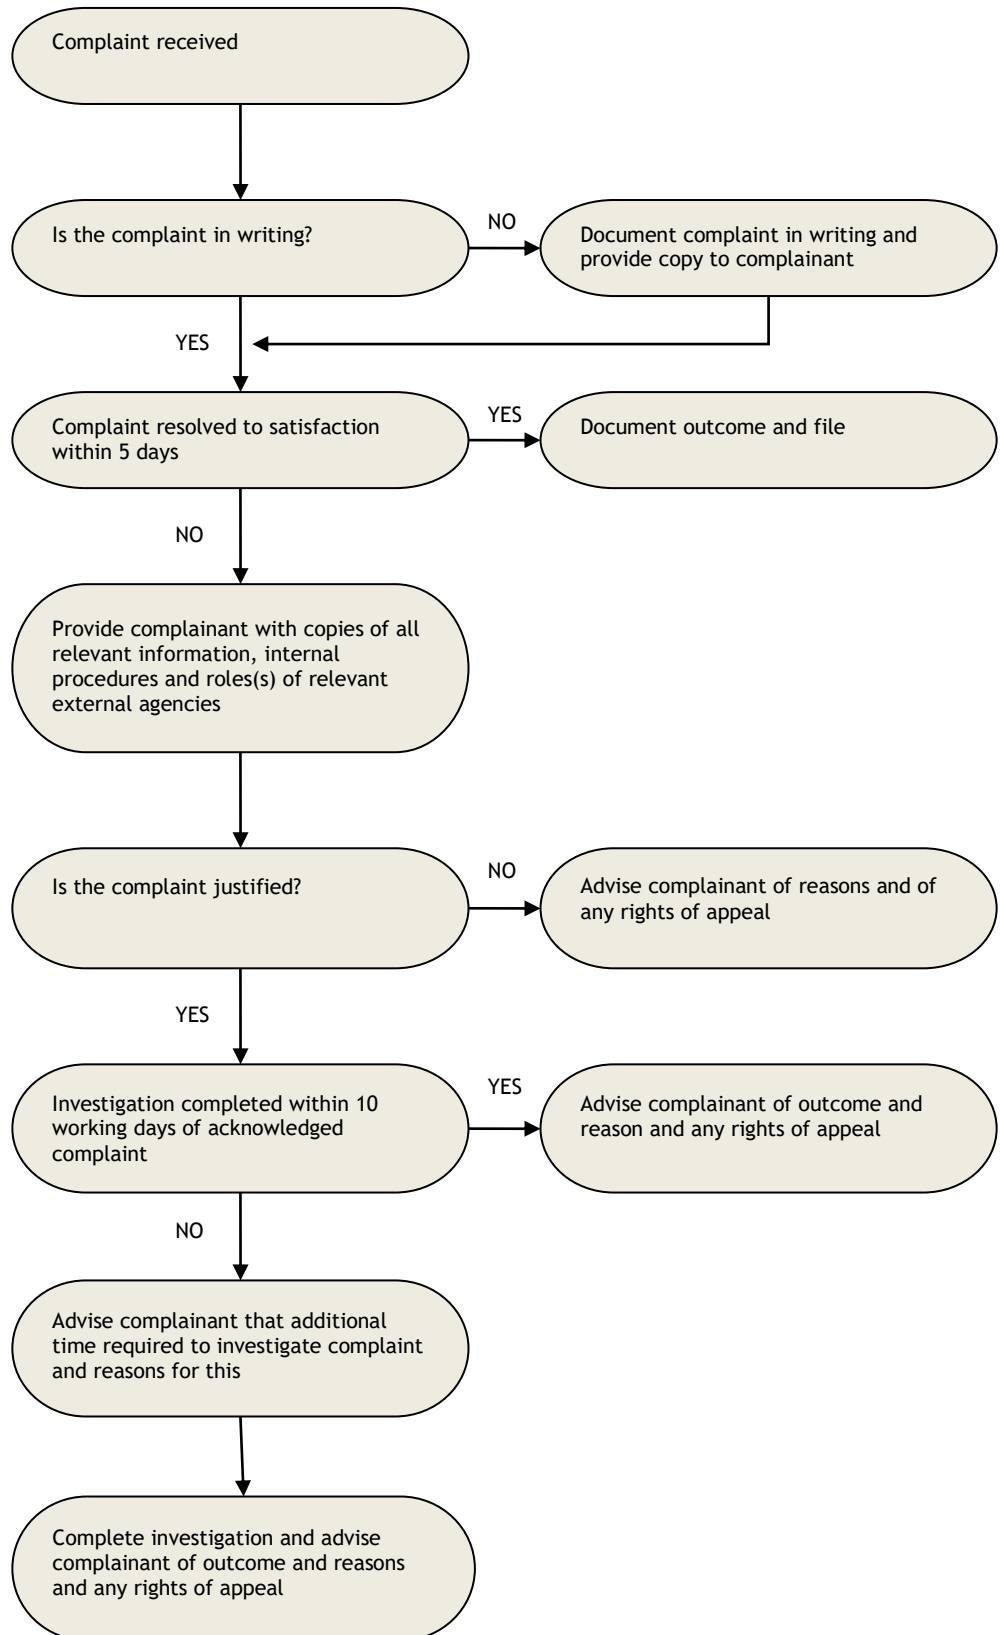 Complaint received
Is the complaint in writing?
NO
Document complaint in writing and
provide copy to complainant
YES
Complaint resolved to satisfaction
within 5 days
YES
Document outcome and file
NO
Provide complainant with copies of all
relevant information, internal
procedures and roles(s) of relevant
external agencies
Is the complaint justified?
NO
Advise complainant of reasons and of
any rights of appeal
YES
Investigation completed within 10
working days of acknowledged
complaint
YES
Advise complainant of outcome and
reason and any rights of appeal
NO
Advise complainant that additional
time required to investigate complaint
and reasons for this
Complete investigation and advise
complainant of outcome and reasons
and any rights of appeal